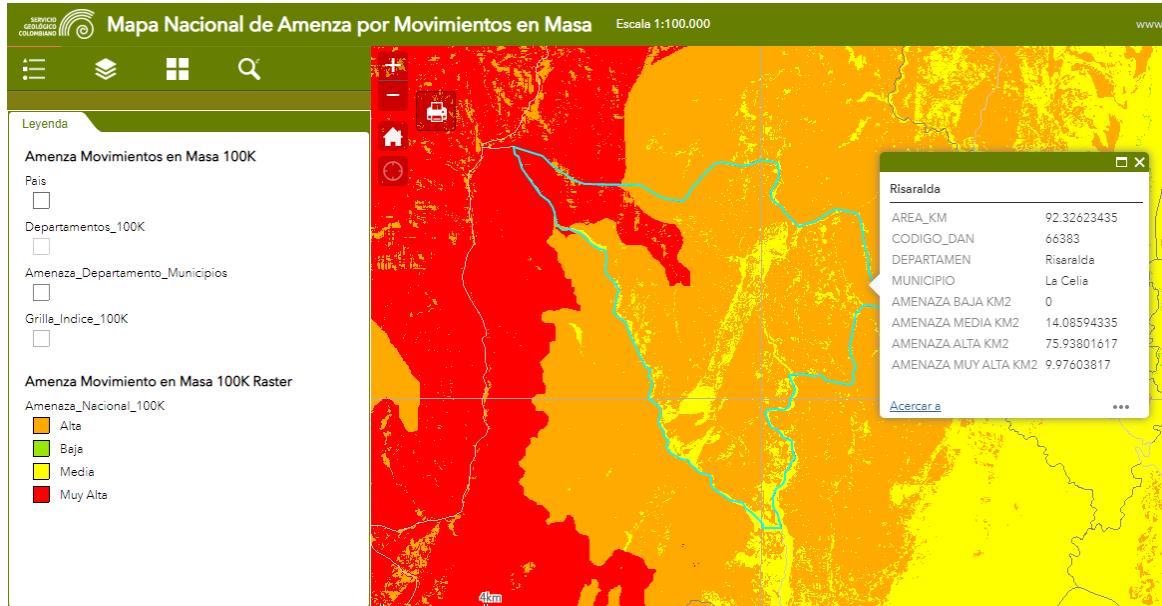 SERVICIO
GEOLÓGICO
COLOMBIANO
Mapa Nacional de Amenza por Movimientos en Masa
Escala 1:100.000
www
Leyenda
Amenza Movimientos en Masa 100K
Pais
Departamentos_100K
Amenaza_Departamento_Municipios
Grilla_Indice_100K
Amenza Movimiento en Masa 100K Raster
Amenaza_Nacional_100K
Alta
Baja
Media
Muy Alta
+
−
4km
Risaralda
AREA_KM 92.32623435
CODIGO_DAN 66383
DEPARTAMEN Risaralda
MUNICIPIO La Celia
AMENAZA BAJA KM2 0
AMENAZA MEDIA KM2 14.08594335
AMENAZA ALTA KM2 75.93801617
AMENAZA MUY ALTA KM2 9.97603817
Acercar a